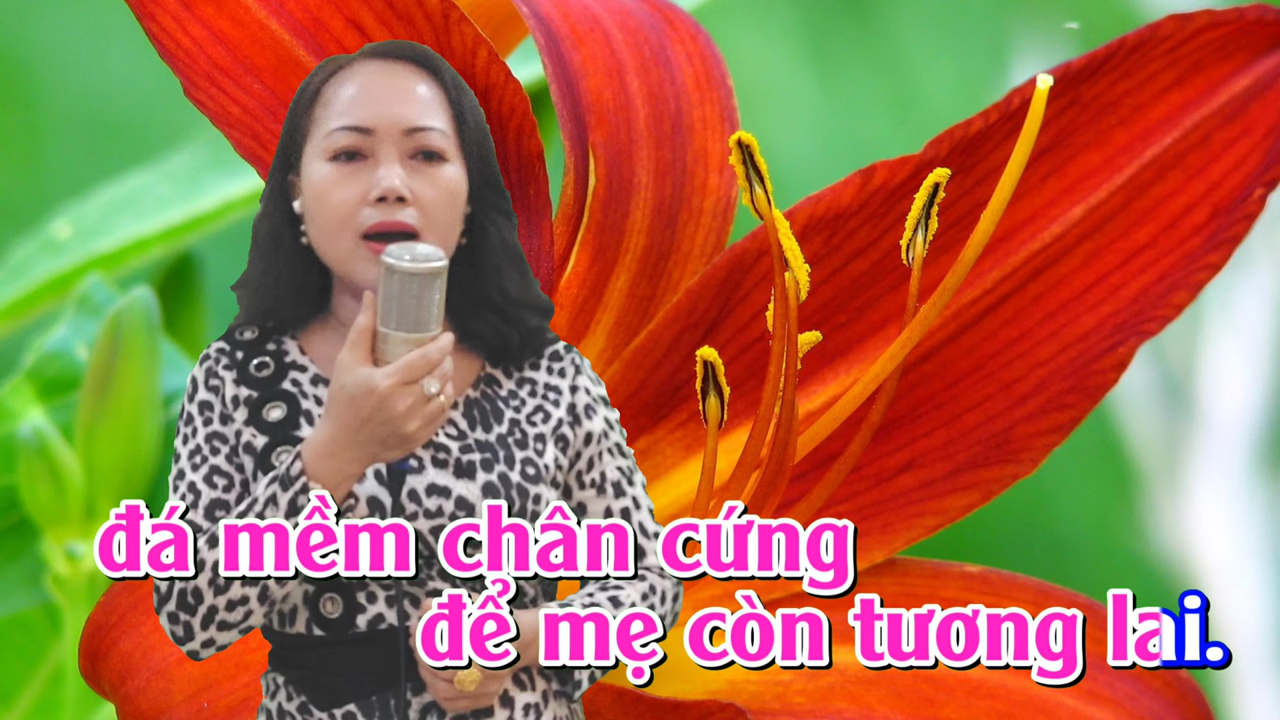 đá mềm chân cứng
để mẹ còn tương lai.